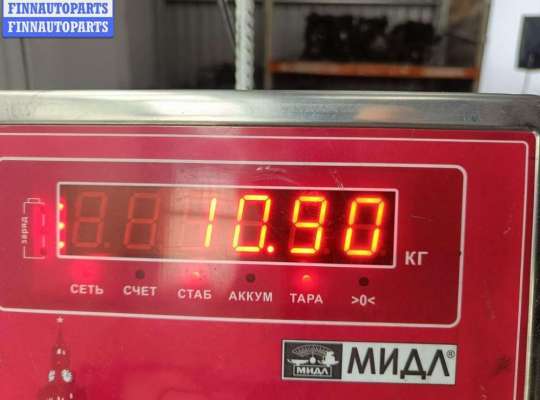 FINNAUTOPARTS
FINNAUTOPARTS
заряд
10.90 КГ
СЕТЬ СЧЕТ СТАБ АККУМ ТАРА >0<
МИДЛ МИДЛ®